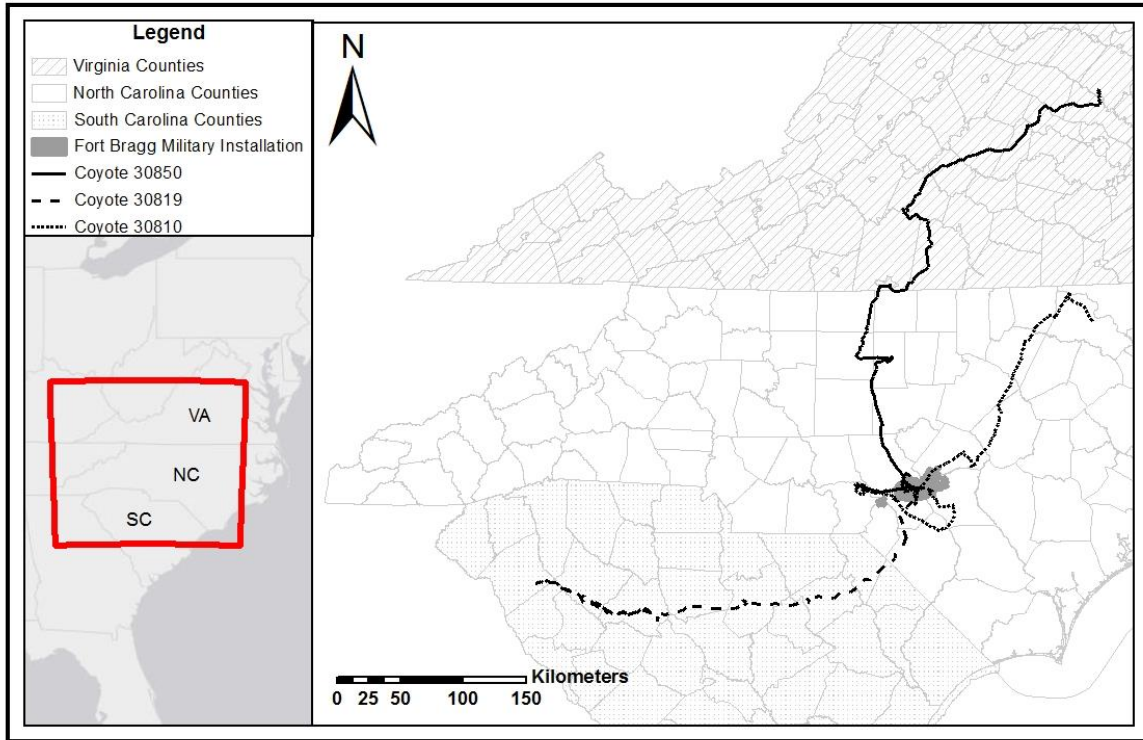 Legend
Virginia Counties
North Carolina Counties
South Carolina Counties
Fort Bragg Military Installation
Coyote 30850
Coyote 30819
Coyote 30810
VA
NC
SC
N
Kilometers
0 25 50 100 150